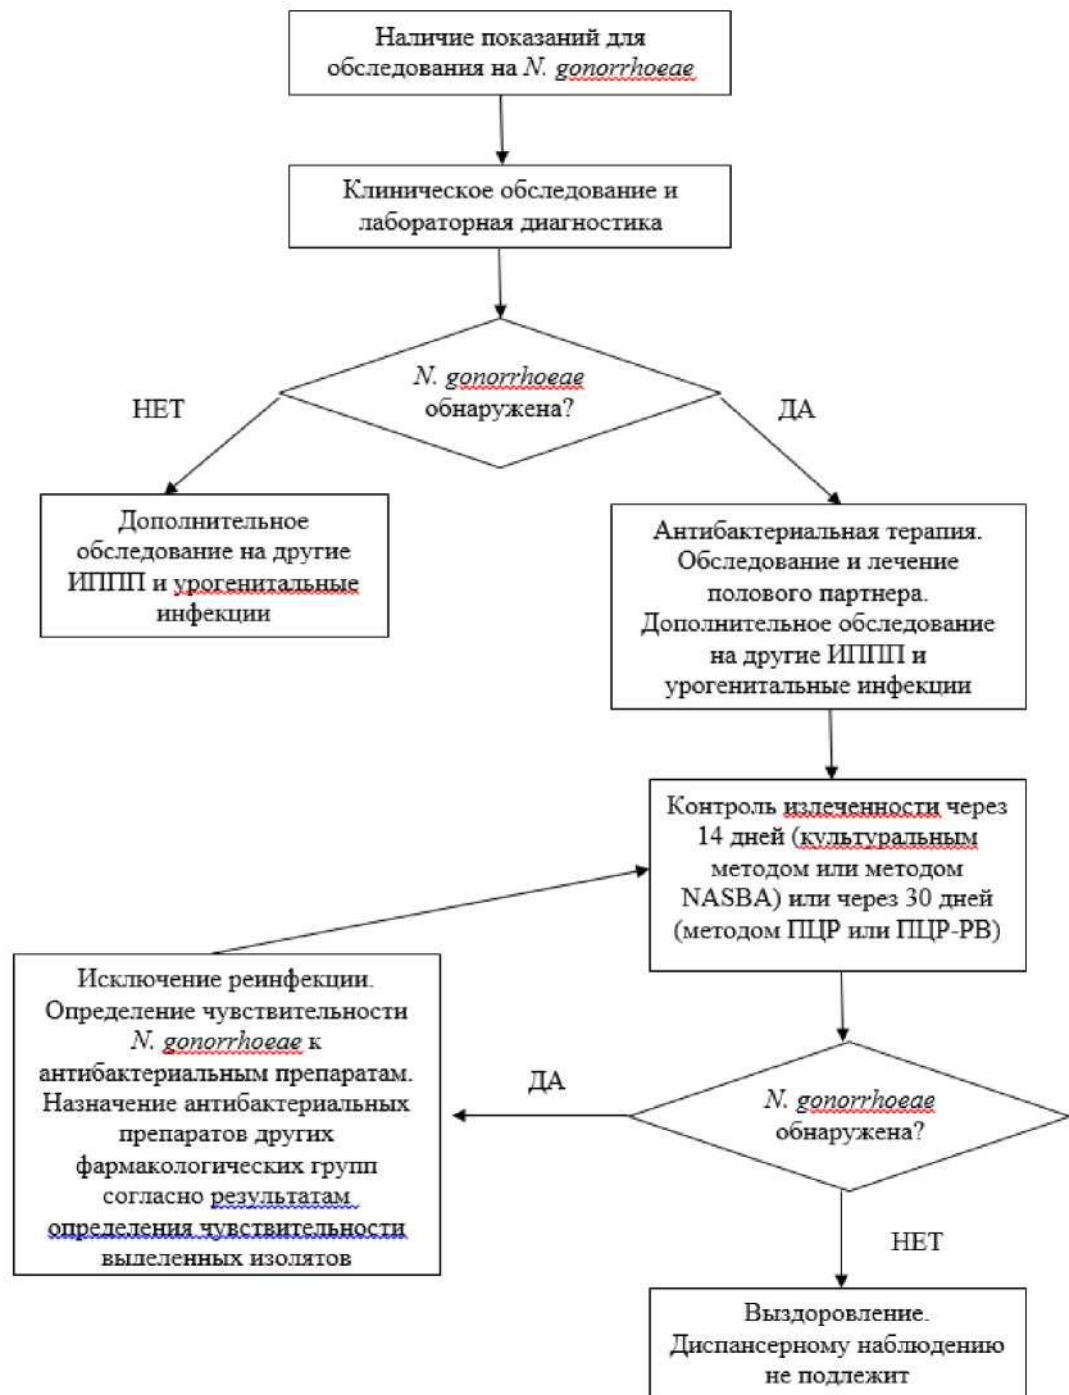 Наличие показаний для
обследования на N. gonorrhoeae
Клиническое обследование и
лабораторная диагностика
N. gonorrhoeae
обнаружена?
НЕТ
ДА
Дополнительное
обследование на другие
ИППП и урогенитальные
инфекции
Антибактериальная терапия.
Обследование и лечение
полового партнера.
Дополнительное обследование
на другие ИППП и
урогенитальные инфекции
Контроль излеченности через
14 дней (культуральным
методом или методом
NASBA) или через 30 дней
(методом ПЦР или ПЦР-РВ)
Исключение реинфекции.
Определение чувствительности
N. gonorrhoeae к
антибактериальным препаратам.
Назначение антибактериальных
препаратов других
фармакологических групп
согласно результатам
определения чувствительности
выделенных изолятов
ДА
N. gonorrhoeae
обнаружена?
НЕТ
Выздоровление.
Диспансерному наблюдению
не подлежит